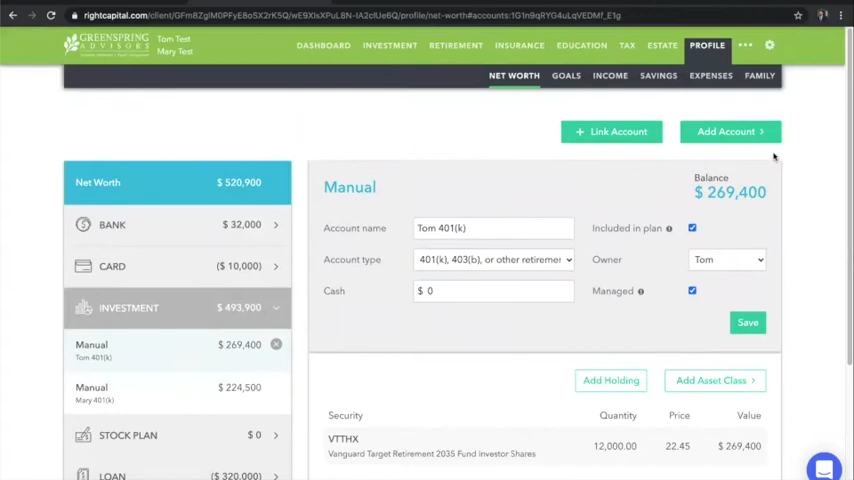 rightcapital.com/client/GFm8ZglM0PFyE8oSX2rK5Q/wE9XlsXPuL8N-IA2clUe6Q/profile/net-worth#accounts:1G1n9qRYG4uLqVEDMf_E1g
GREENSPRING
ADVISORS
Tom Test
Mary Test
DASHBOARD INVESTMENT RETIREMENT INSURANCE EDUCATION TAX ESTATE PROFILE
NET WORTH GOALS INCOME SAVINGS EXPENSES FAMILY
+ Link Account Add Account >
Net Worth $ 520,900
BANK $ 32,000 >
CARD ($ 10,000) >
INVESTMENT $ 493,900
Manual $ 269,400
Tom 401(k)
Manual $ 224,500
Mary 401(k)
STOCK PLAN $ 0 >
LOAN ($ 320,000) >
Manual
Balance
$ 269,400
Account name Tom 401(k) Included in plan
Account type 401(k), 403(b), or other retiremer Owner Tom
Cash $ 0 Managed
Save
Add Holding Add Asset Class >
Security Quantity Price Value
VTTHX 12,000.00 22.45 $ 269,400
Vanguard Target Retirement 2035 Fund Investor Shares